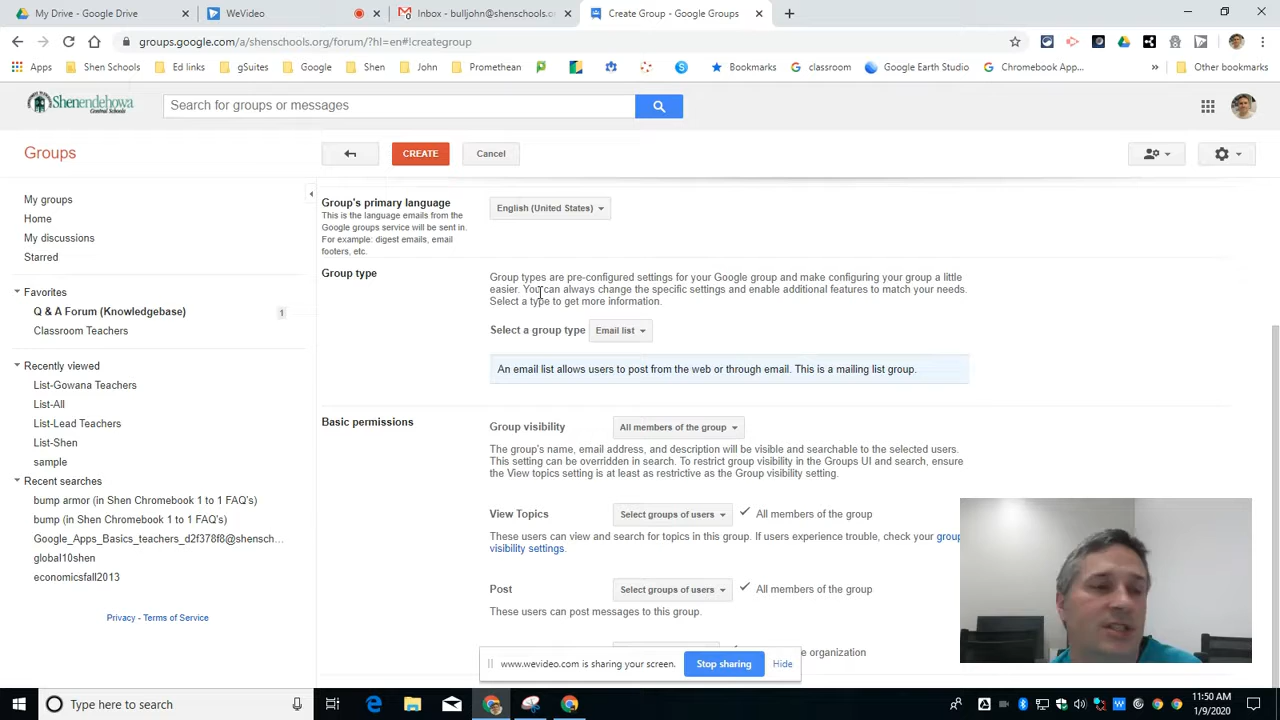 My Drive - Google Drive
WeVideo
Inbox - bulljohn@shenschools.o
Create Group - Google Groups
groups.google.com/a/shenschools.org/forum/?hl=en#!creategroup
Apps
Shen Schools
Ed links
gSuites
Google
Shen
John
Promethean
Bookmarks
classroom
Google Earth Studio
Chromebook App...
Other bookmarks
Shenendehowa
Central Schools
Search for groups or messages
Groups
CREATE
Cancel
My groups
Home
My discussions
Starred
Favorites
Q & A Forum (Knowledgebase) 1
Classroom Teachers
Recently viewed
List-Gowana Teachers
List-All
List-Lead Teachers
List-Shen
sample
Recent searches
bump armor (in Shen Chromebook 1 to 1 FAQ's)
bump (in Shen Chromebook 1 to 1 FAQ's)
Google_Apps_Basics_teachers_d2f378f8@shensch...
global10shen
economicsfall2013
Privacy - Terms of Service
Group's primary language
This is the language emails from the
Google groups service will be sent in.
For example: digest emails, email
footers, etc.
English (United States)
Group type
Group types are pre-configured settings for your Google group and make configuring your group a little
easier. You can always change the specific settings and enable additional features to match your needs.
Select a type to get more information.
Select a group type Email list
An email list allows users to post from the web or through email. This is a mailing list group.
Basic permissions
Group visibility All members of the group
The group's name, email address, and description will be visible and searchable to the selected users.
This setting can be overridden in search. To restrict group visibility in the Groups UI and search, ensure
the View topics setting is at least as restrictive as the Group visibility setting.
View Topics Select groups of users All members of the group
These users can view and search for topics in this group. If users experience trouble, check your group
visibility settings.
Post Select groups of users All members of the group
These users can post messages to this group.
organization
www.wevideo.com is sharing your screen.
Stop sharing
Hide
Type here to search
11:50 AM
1/9/2020